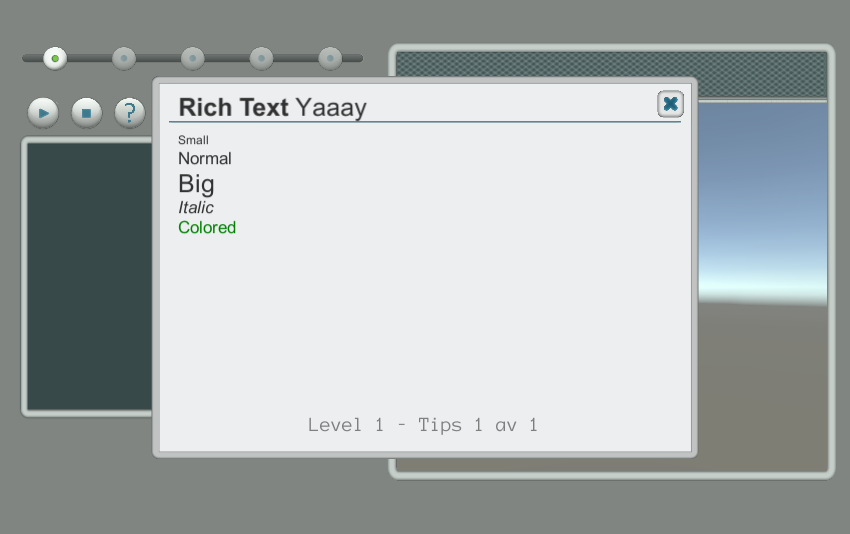 Rich Text Yaaay
Small
Normal
Big
Italic
Colored
Level 1 - Tips 1 av 1